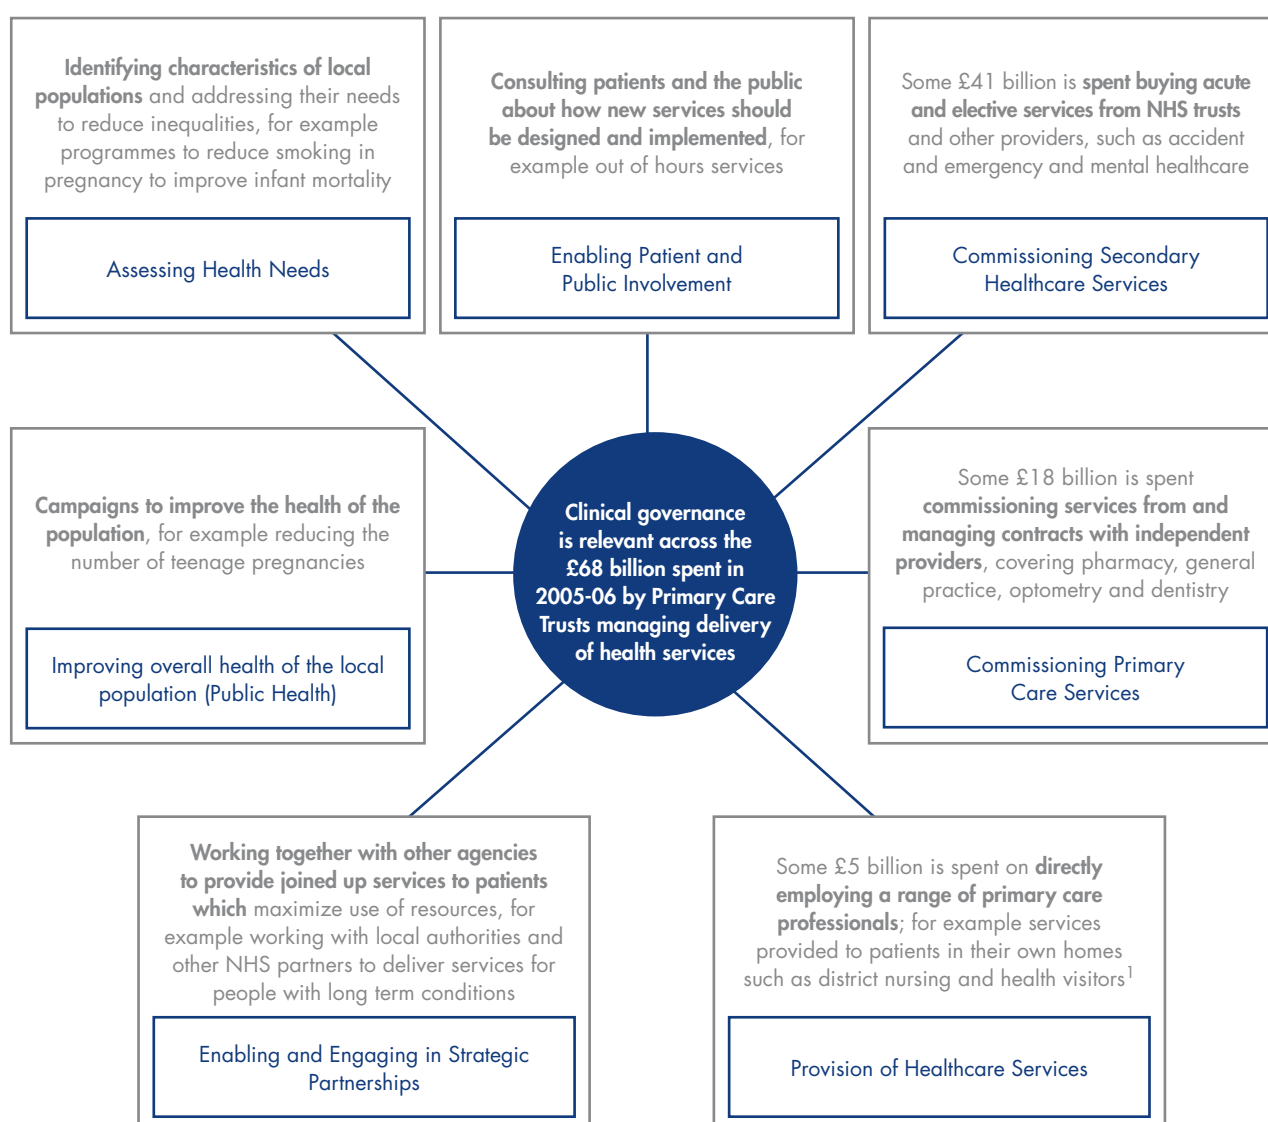 Identifying characteristics of local
populations and addressing their needs
to reduce inequalities, for example
programmes to reduce smoking in
pregnancy to improve infant mortality
Assessing Health Needs
Consulting patients and the public
about how new services should
be designed and implemented, for
example out of hours services
Enabling Patient and
Public Involvement
Some £41 billion is spent buying acute
and elective services from NHS trusts
and other providers, such as accident
and emergency and mental healthcare
Commissioning Secondary
Healthcare Services
Campaigns to improve the health of the
population, for example reducing the
number of teenage pregnancies
Improving overall health of the local
population (Public Health)
Clinical governance
is relevant across the
£68 billion spent in
2005-06 by Primary Care
Trusts managing delivery
of health services
Some £18 billion is spent
commissioning services from and
managing contracts with independent
providers, covering pharmacy, general
practice, optometry and dentistry
Commissioning Primary
Care Services
Working together with other agencies
to provide joined up services to patients
which maximize use of resources, for
example working with local authorities and
other NHS partners to deliver services for
people with long term conditions
Enabling and Engaging in Strategic
Partnerships
Some £5 billion is spent on directly
employing a range of primary care
professionals; for example services
provided to patients in their own homes
such as district nursing and health visitors1
Provision of Healthcare Services